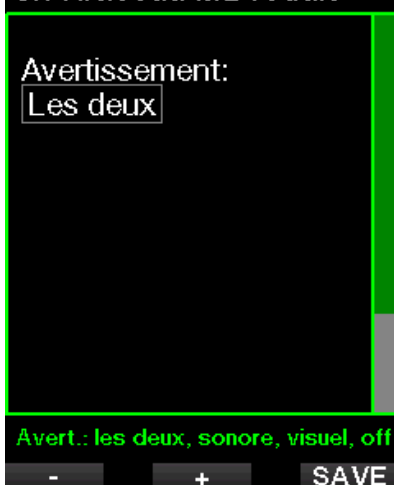 Avertissement:
Les deux
Avert.: les deux, sonore, visuel, off
- + SAVE